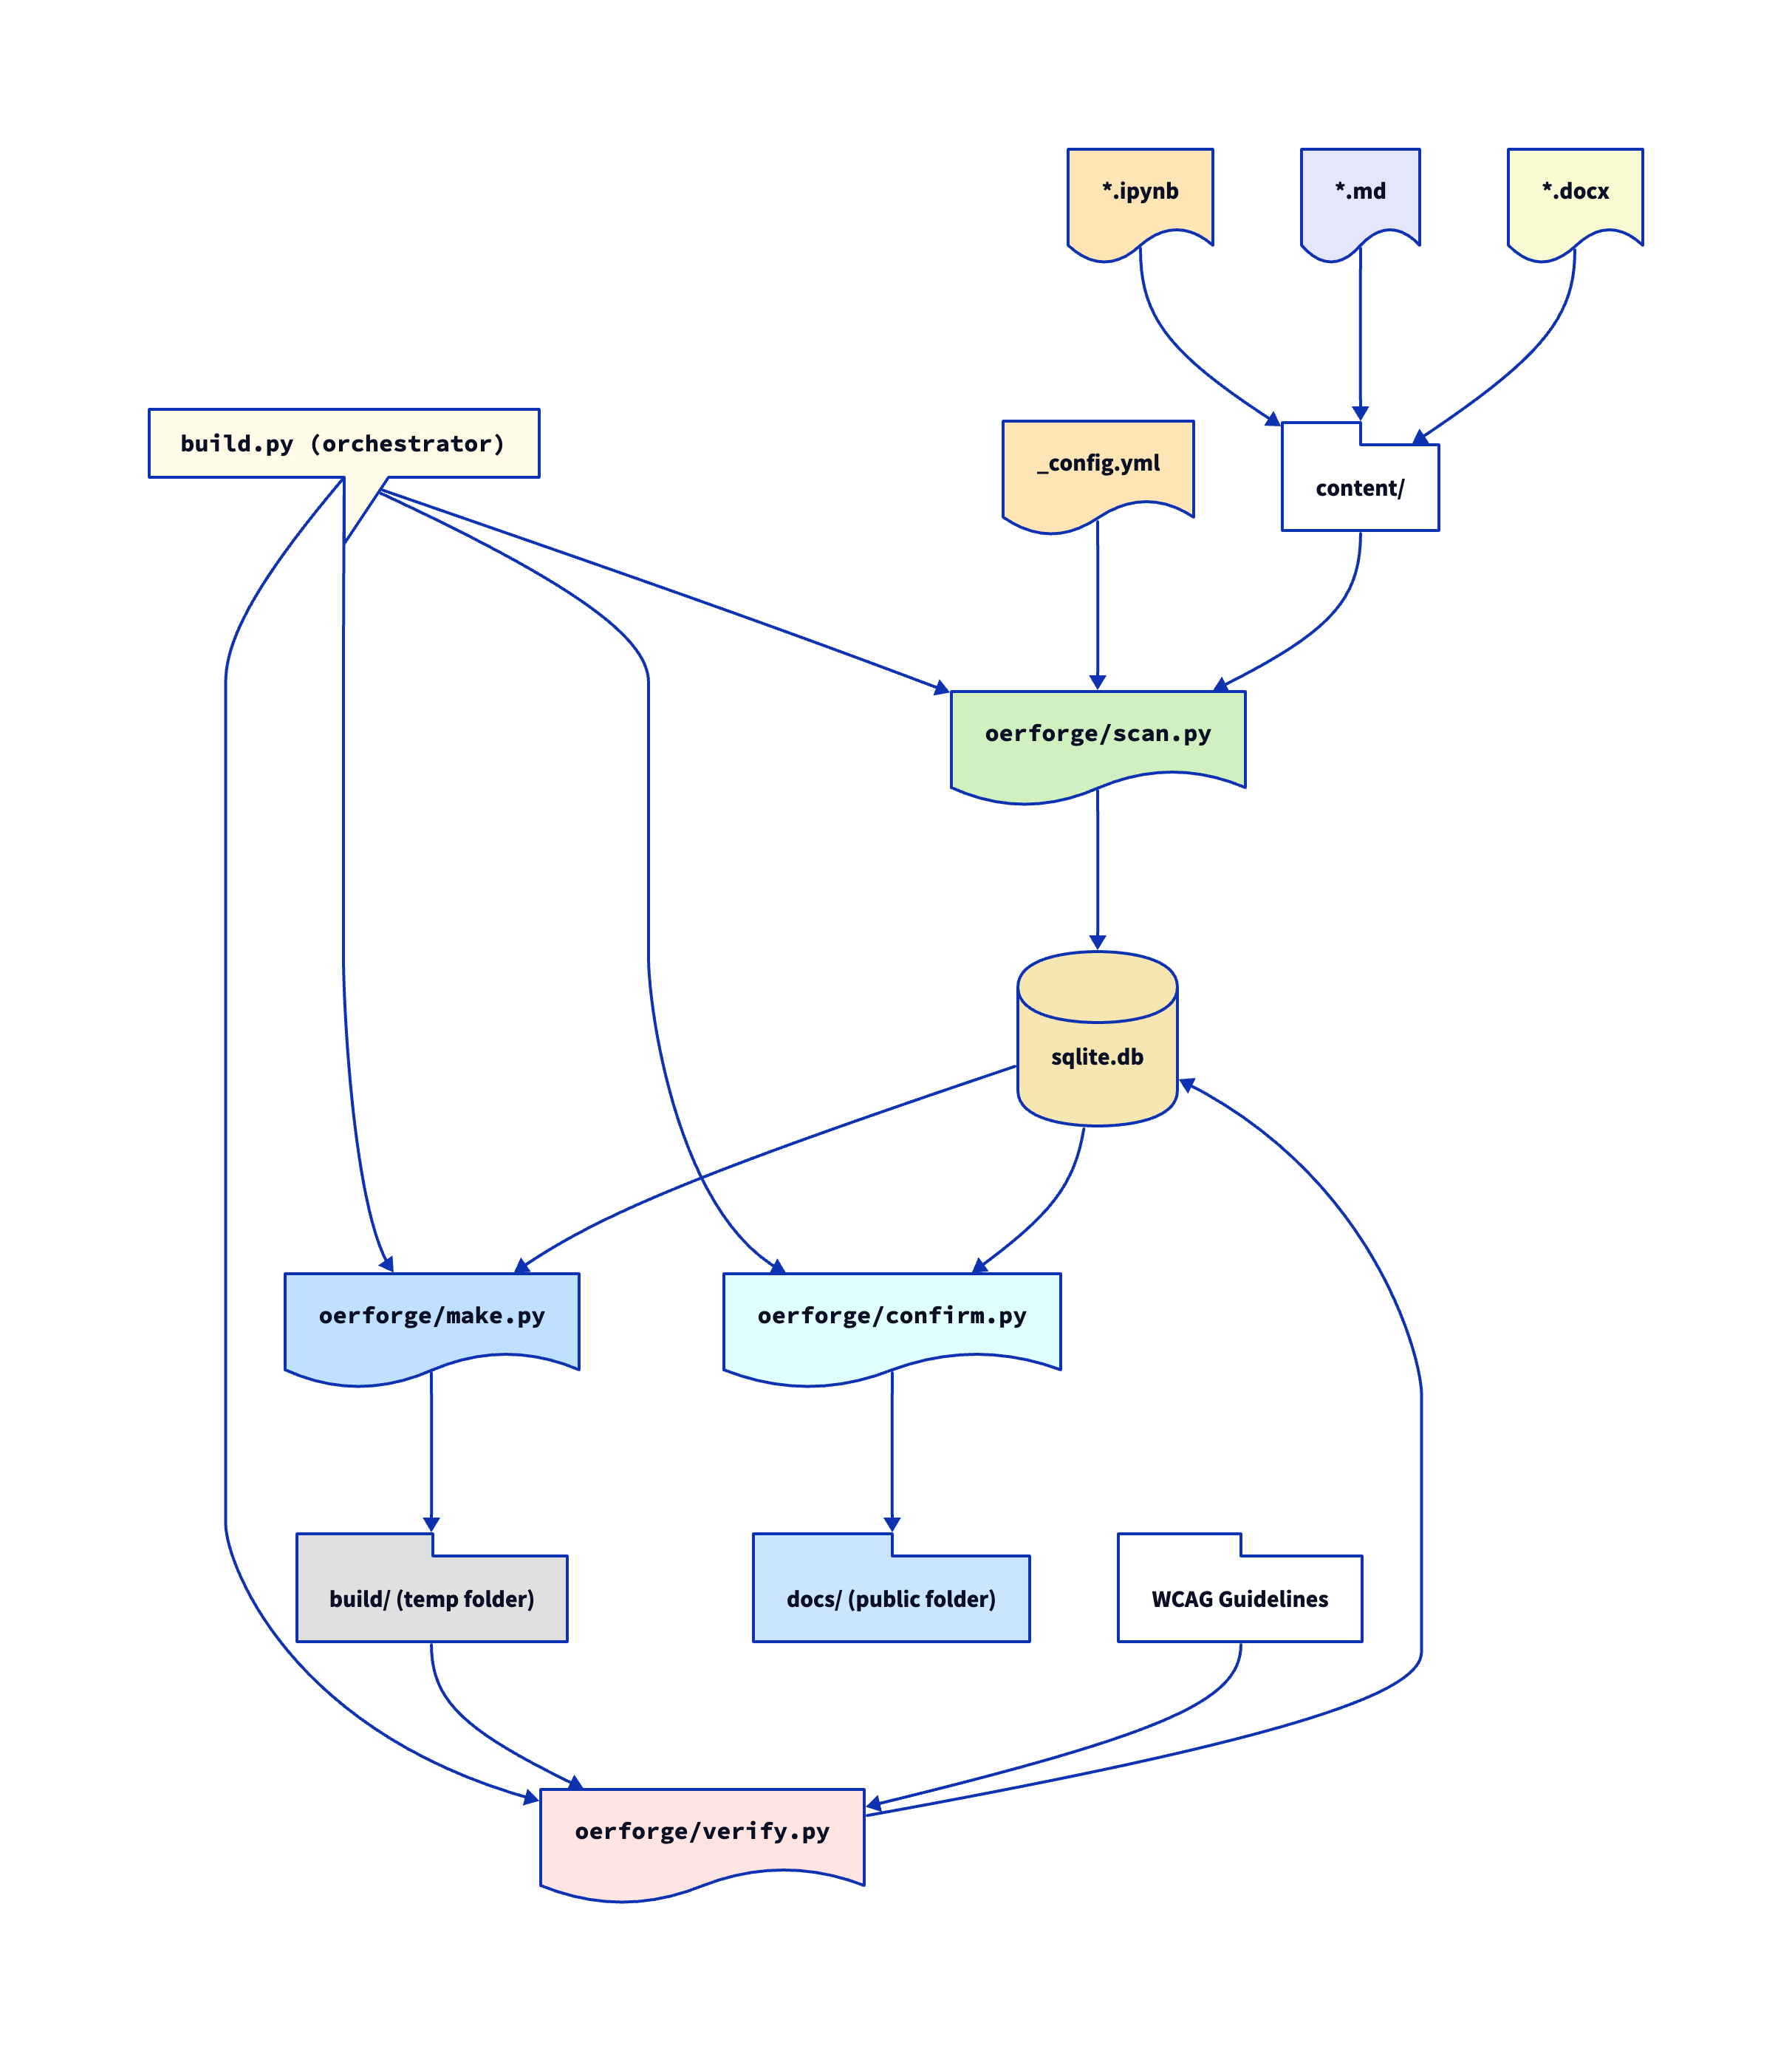 *.ipynb
*.md
*.docx
build.py (orchestrator)
_config.yml
content/
oerforge/scan.py
sqlite.db
oerforge/make.py
oerforge/confirm.py
build/ (temp folder)
docs/ (public folder)
WCAG Guidelines
oerforge/verify.py